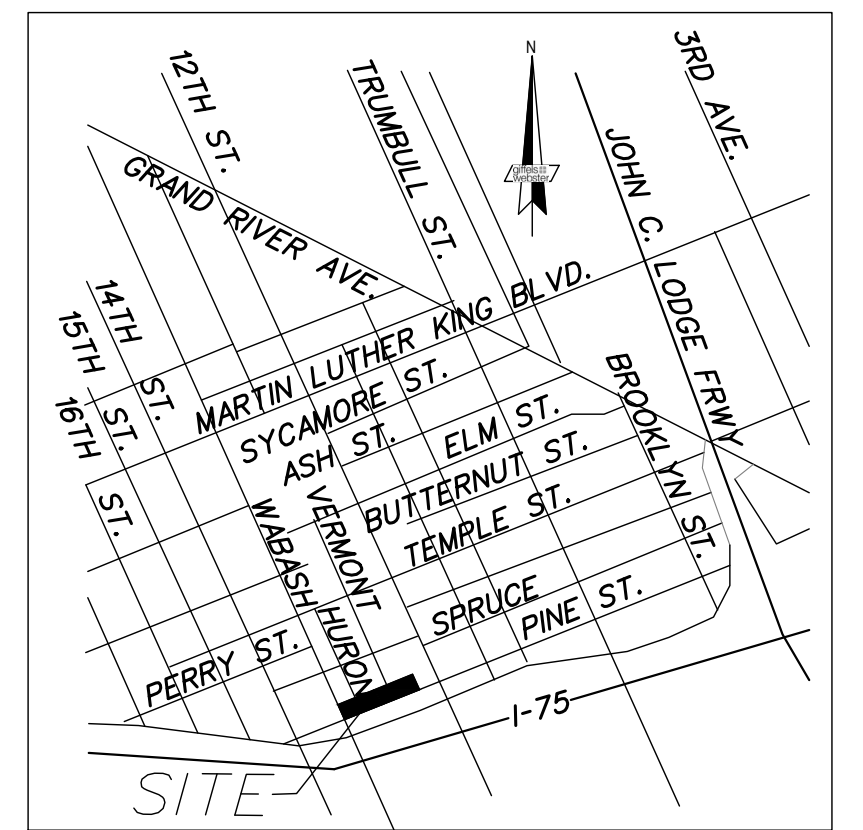 12TH ST.
TRUMBULL ST.
N
giffels
webster
3RD AVE.
JOHN C. LODGE FRWY
GRAND RIVER AVE.
14TH ST.
15TH ST.
16TH ST.
MARTIN LUTHER KING BLVD.
SYCAMORE ST.
ASH ST.
ELM ST.
BROOKLYN ST.
BUTTERNUT ST.
TEMPLE ST.
VERMONT
WABASH
HURON
SPRUCE
PINE ST.
PERRY ST.
I-75
SITE